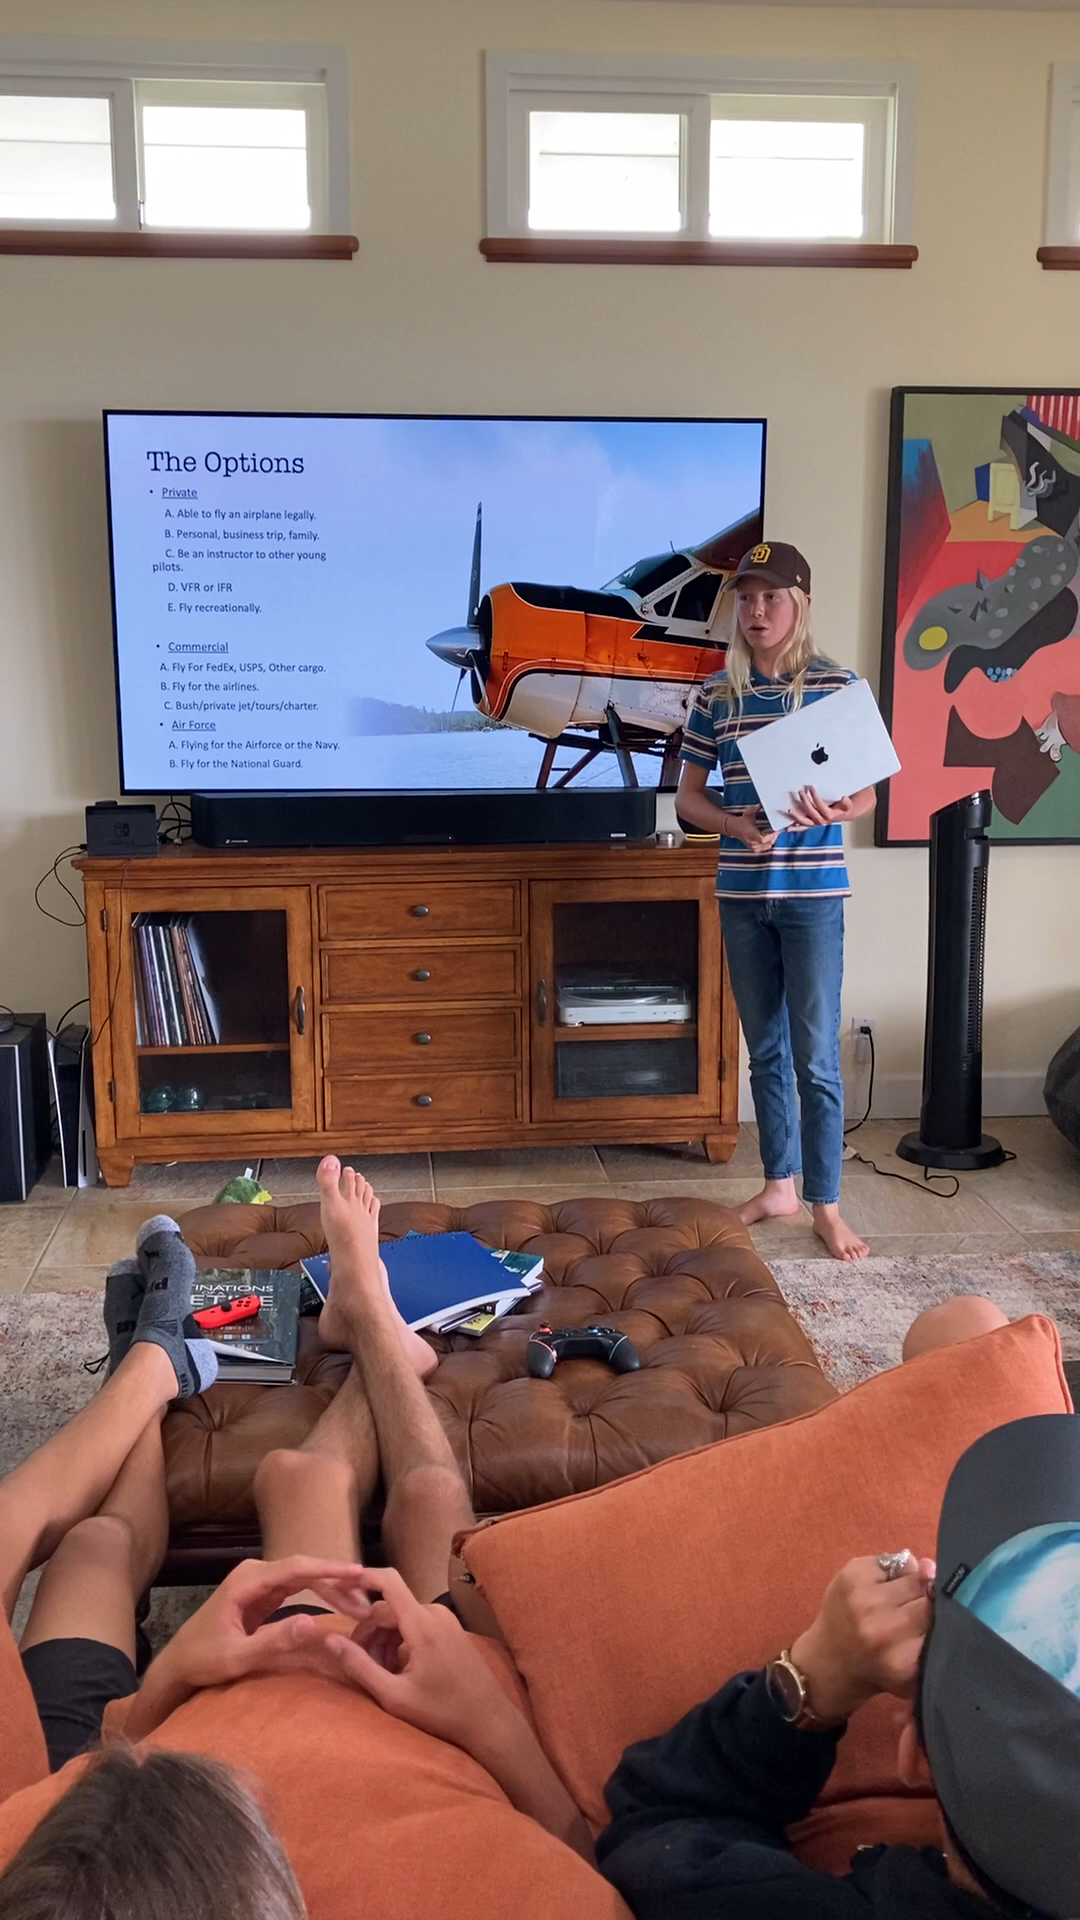 The Options
• Private
A. Able to fly an airplane legally.
B. Personal, business trip, family.
C. Be an instructor to other young
pilots.
D. VFR or IFR
E. Fly recreationally.
• Commercial
A. Fly For FedEx, USPS, Other cargo.
B. Fly for the airlines.
C. Bush/private jet/tours/charter.
• Air Force
A. Flying for the Airforce or the Navy.
B. Fly for the National Guard.
SD
TINATIONS